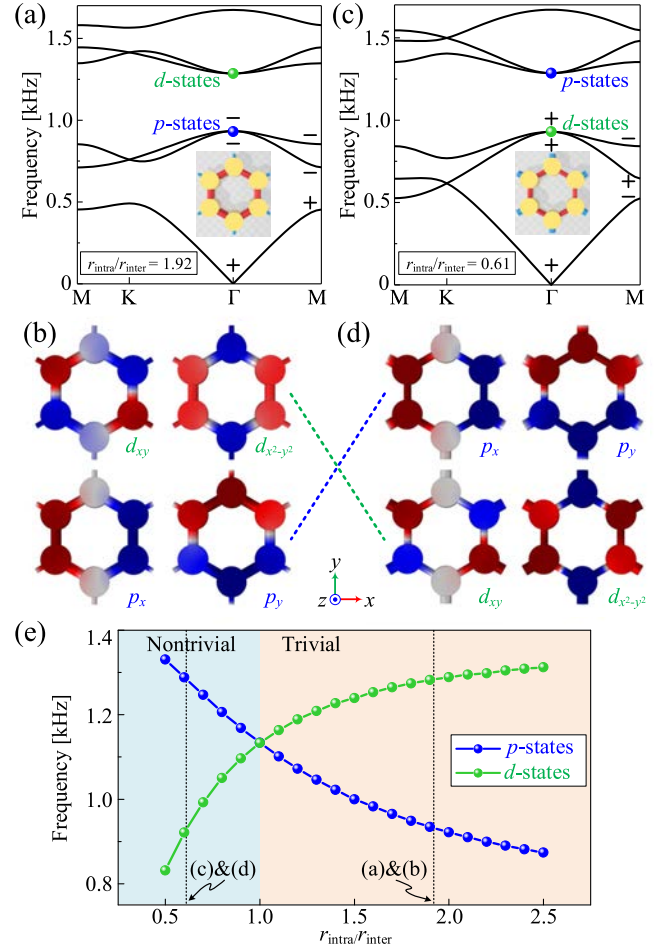 (a)
Frequency [kHz]
1.5
1.0
0.5
0
d-states
p-states
−
−
−
−
+
+
r_intra/r_inter = 1.92
M K Γ M
(c)
Frequency [kHz]
1.5
1.0
0.5
0
p-states
+
d-states
+
−
+
−
+
r_intra/r_inter = 0.61
M K Γ M
(b)
d_xy
d_x²-y²
p_x
p_y
(d)
p_x
p_y
d_xy
d_x²-y²
y
z
x
(e)
Frequency [kHz]
1.4
1.2
1.0
0.8
Nontrivial
Trivial
p-states
d-states
(c)&(d)
(a)&(b)
0.5 1.0 1.5 2.0 2.5
r_intra/r_inter